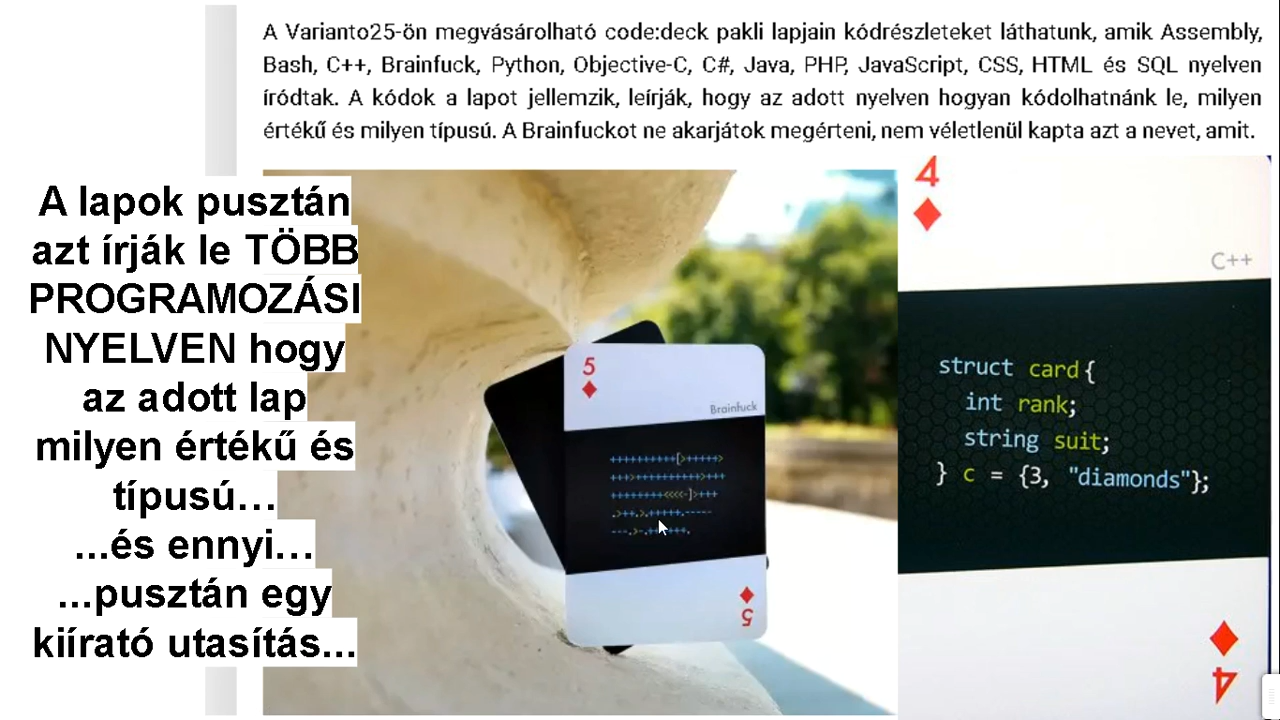 A Varianto25-ön megvásárolható code:deck pakli lapjain kódrészleteket láthatunk, amik Assembly,
Bash, C++, Brainfuck, Python, Objective-C, C#, Java, PHP, JavaScript, CSS, HTML és SQL nyelven
íródtak. A kódok a lapot jellemzik, leírják, hogy az adott nyelven hogyan kódolhatnánk le, milyen
értékű és milyen típusú. A Brainfuckot ne akarjátok megérteni, nem véletlenül kapta azt a nevet, amit.
A lapok pusztán
azt írják le TÖBB
PROGRAMOZÁSI
NYELVEN hogy
az adott lap
milyen értékű és
típusú...
...és ennyi...
...pusztán egy
kiírató utasítás...
5
Brainfuck
5
4
C++
struct card {
int rank;
string suit;
} c = {3, "diamonds"};
4